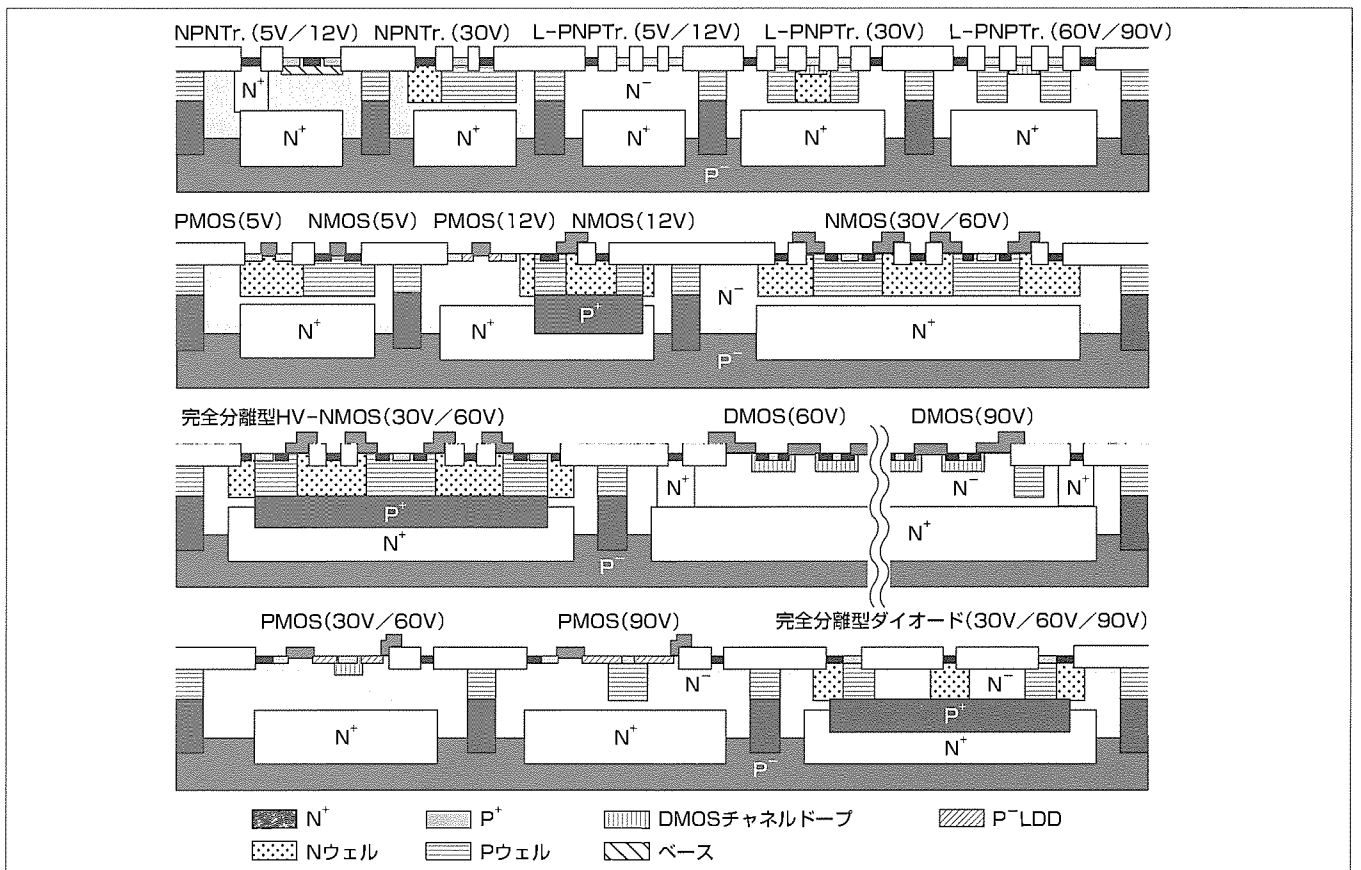 NPNTr.(5V/12V) NPNTr.(30V) L-PNPTr.(5V/12V) L-PNPTr.(30V) L-PNPTr.(60V/90V)
N⁺ N⁻
N⁺ N⁺ N⁺ N⁺ N⁺
P⁻
PMOS(5V) NMOS(5V) PMOS(12V) NMOS(12V) NMOS(30V/60V)
N⁻
N⁺ N⁺ P⁺ N⁺
P⁻
完全分離型HV-NMOS(30V/60V) DMOS(60V) DMOS(90V)
N⁺ N⁻ N⁺
P⁺
N⁺ N⁺
P⁻
PMOS(30V/60V) PMOS(90V) 完全分離型ダイオード(30V/60V/90V)
N⁻ N⁻
P⁺
N⁺ N⁺ N⁺
P⁻
N⁺ P⁺ DMOSチャネルドープ P⁻LDD
Nウェル Pウェル ベース